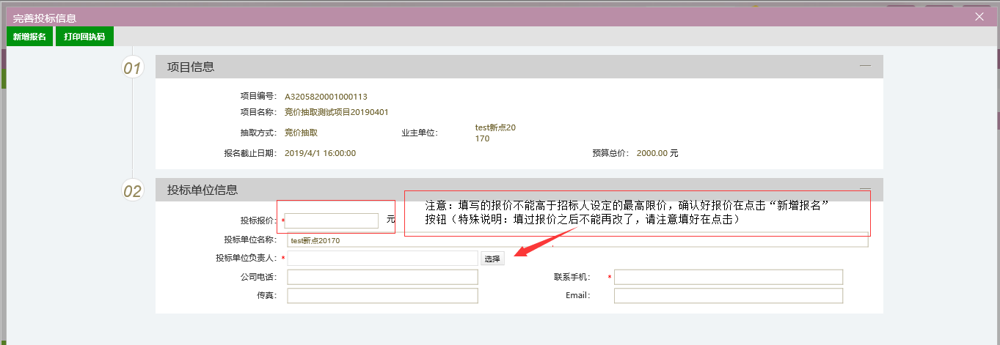 完善投标信息
新增报名 打印回执码
01 项目信息
项目编号： A3205820001000113
项目名称： 竞价抽取测试项目20190401
抽取方式： 竞价抽取 业主单位： test新点20
170
报名截止日期： 2019/4/1 16:00:00 预算总价： 2000.00 元
02 投标单位信息
注意：填写的报价不能高于招标人设定的最高限价，确认好报价在点击“新增报名”
按钮（特殊说明：填过报价之后不能再改了，请注意填好在点击）
投标报价： * 元
投标单位名称： test新点20170
投标单位负责人： * 选择
公司电话： 联系手机： *
传真： Email：